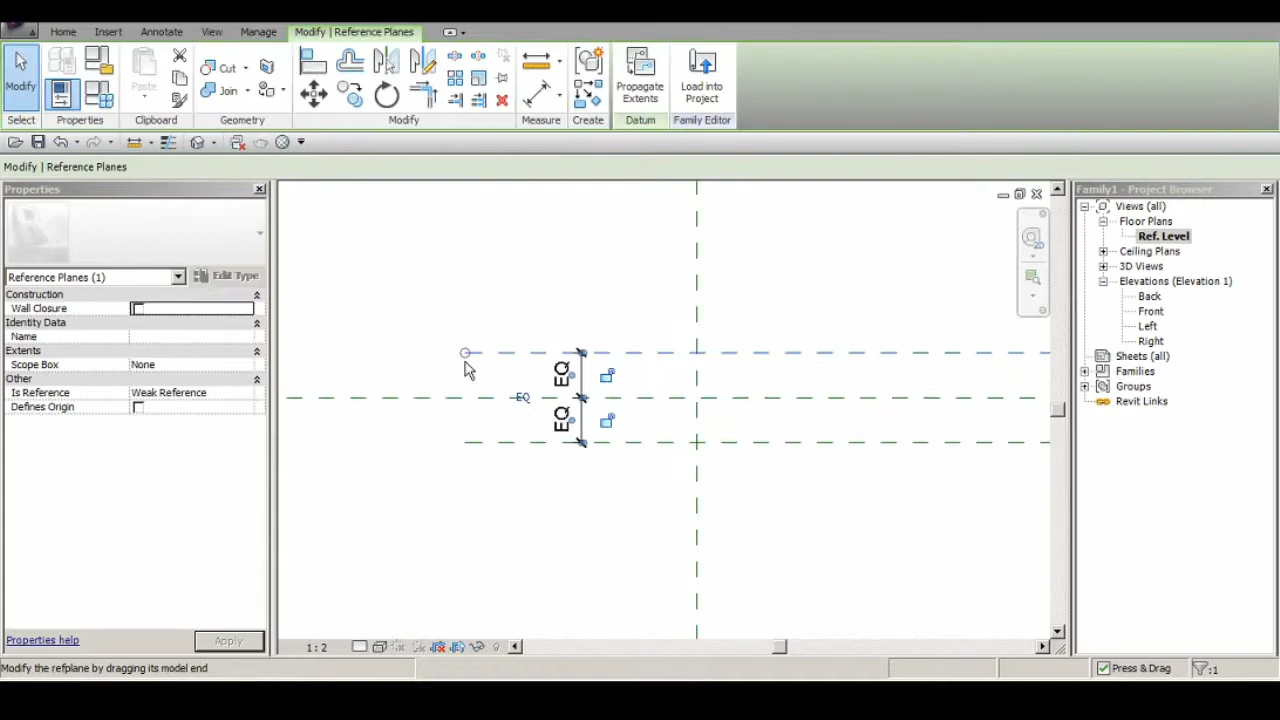 Home Insert Annotate View Manage Modify | Reference Planes
Modify
Paste
Cut
Join
Propagate Extents
Load into Project
Select Properties Clipboard Geometry Modify Measure Create Datum Family Editor
Modify | Reference Planes
Properties
Reference Planes (1) Edit Type
Construction
Wall Closure
Identity Data
Name
Extents
Scope Box None
Other
Is Reference Weak Reference
Defines Origin
Properties help Apply
EQ
EQ
EQ
2D
1 : 2
Family1 - Project Browser
Views (all)
Floor Plans
Ref. Level
Ceiling Plans
3D Views
Elevations (Elevation 1)
Back
Front
Left
Right
Sheets (all)
Families
Groups
Revit Links
Modify the refplane by dragging its model end
Press & Drag :1